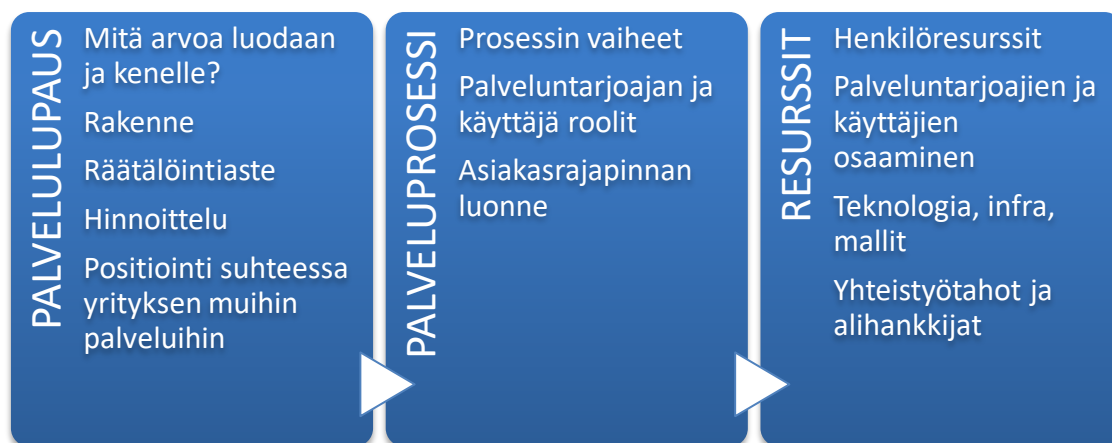 PALVELULUPAUS
Mitä arvoa luodaan
ja kenelle?
Rakenne
Räätälöintiaste
Hinnoittelu
Positiointi suhteessa
yrityksen muihin
palveluihin
PALVELUPROSESSI
Prosessin vaiheet
Palveluntarjoajan ja
käyttäjä roolit
Asiakasrajapinnan
luonne
RESURSSIT
Henkilöresurssit
Palveluntarjoajien ja
käyttäjien
osaaminen
Teknologia, infra,
mallit
Yhteistyötahot ja
alihankkijat